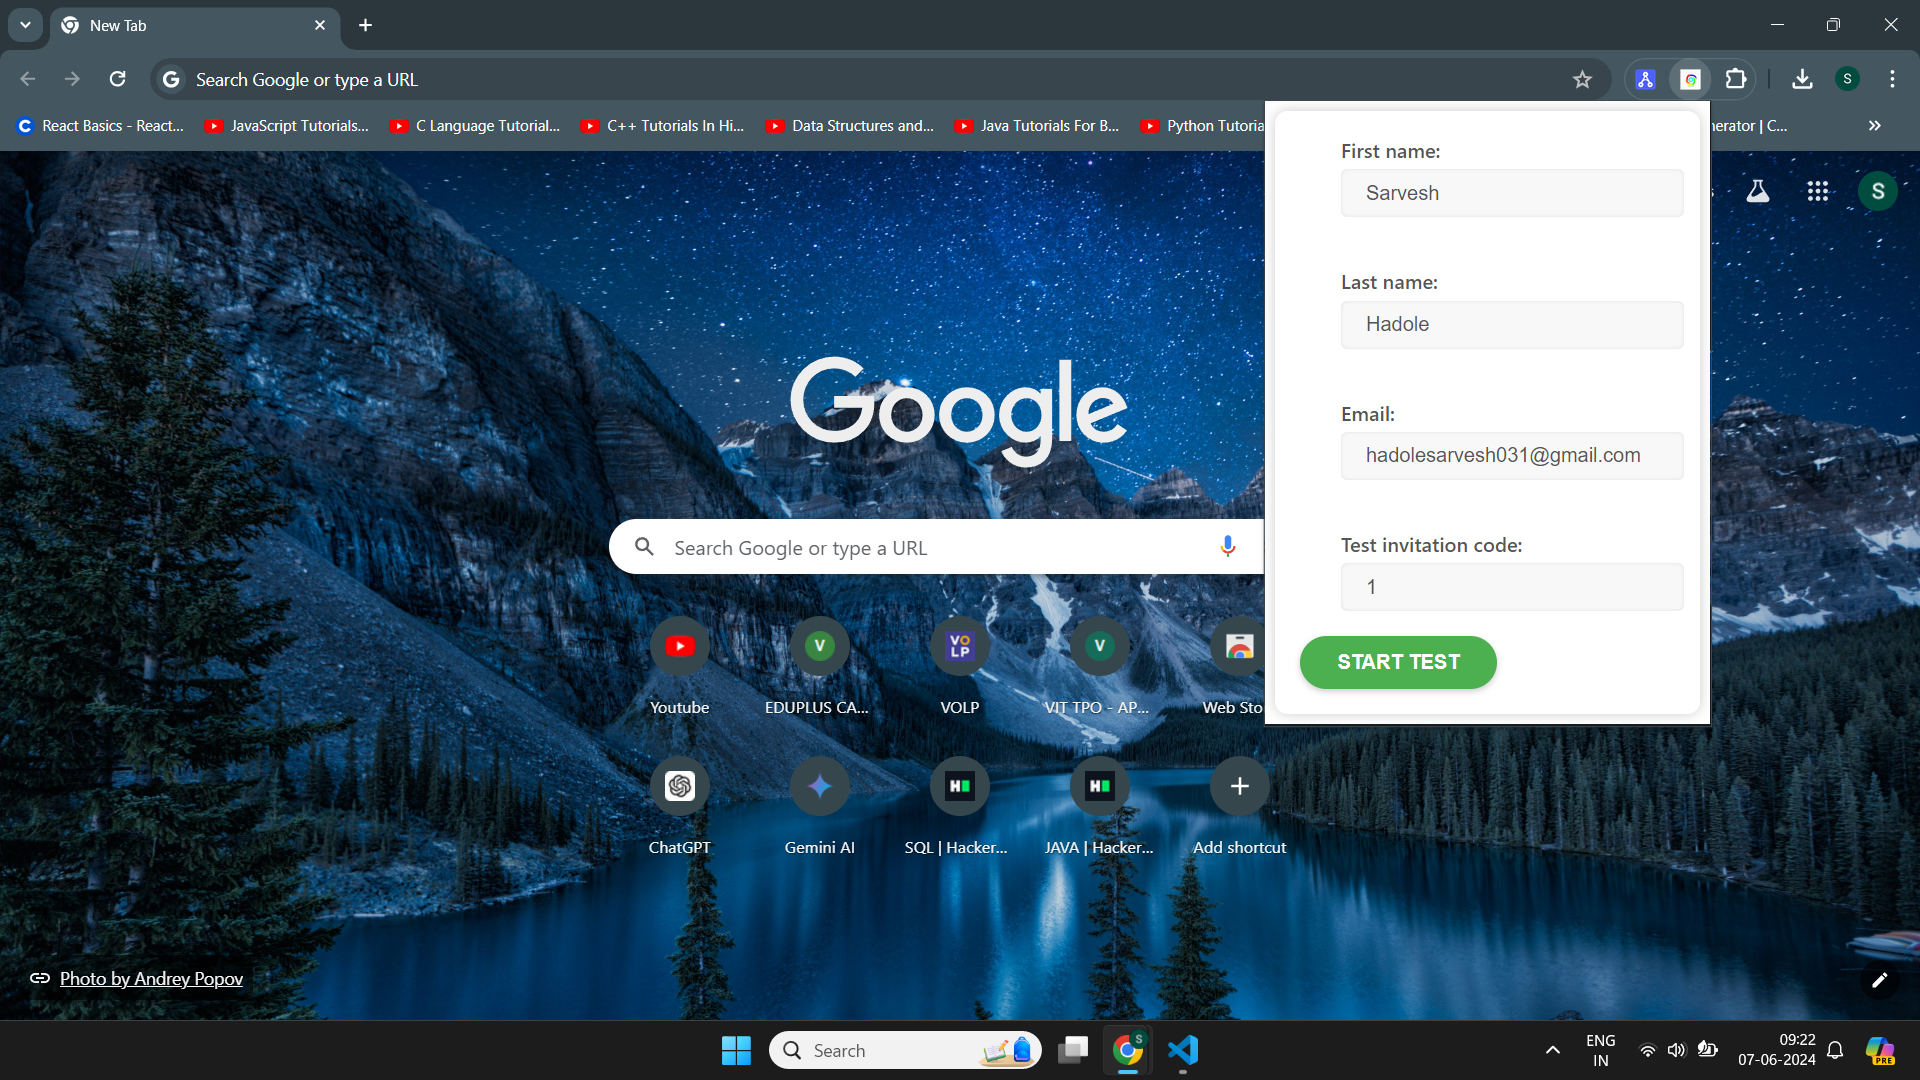 New Tab
Search Google or type a URL
S
React Basics - React...
JavaScript Tutorials...
C Language Tutorial...
C++ Tutorials In Hi...
Data Structures and...
Java Tutorials For B...
Python Tutoria
nerator | C...
First name:
Sarvesh
S
Last name:
Hadole
Google
Email:
hadolesarvesh031@gmail.com
Search Google or type a URL
Test invitation code:
1
START TEST
V
VO
LP
V
Youtube
EDUPLUS CA...
VOLP
VIT TPO - AP...
Web Sto
ChatGPT
Gemini AI
SQL | Hacker...
JAVA | Hacker...
Add shortcut
Photo by Andrey Popov
Search
S
ENG
IN
09:22
07-06-2024
PRE